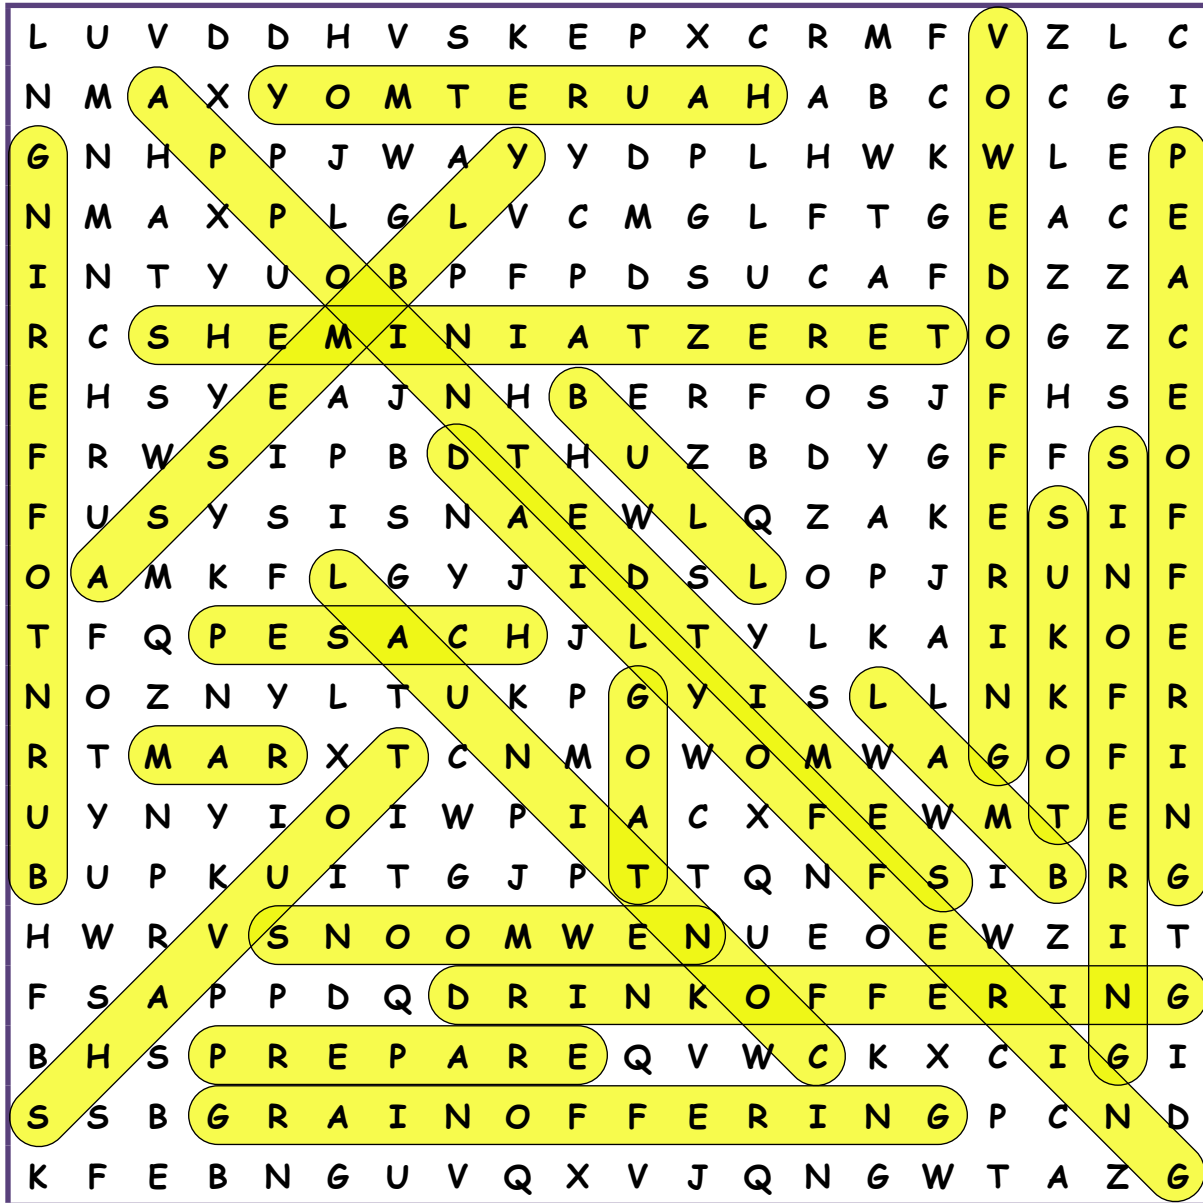 L U V D D H V S K E P X C R M F V Z L C
N M A X Y O M T E R U A H A B C O C G I
G N H P P J W A Y Y D P L H W K W L E P
N M A X P L G L V C M G L F T G E A C E
I N T Y U O B P F P D S U C A F D Z Z A
R C S H E M I N I A T Z E R E T O G Z C
E H S Y E A J N H B E R F O S J F H S E
F R W S I P B D T H U Z B D Y G F F S O
F U S Y S I S N A E W L Q Z A K E S I F
O A M K F L G Y J I D S L O P J R U N F
T F Q P E S A C H J L T Y L K A I K O E
N O Z N Y L T U K P G Y I S L L N K F R
R T M A R X T C N M O W O M W A G O F I
U Y N Y I O I W P I A C X F E W M T E N
B U P K U I T G J P T T Q N F S I B R G
H W R V S N O O M W E N U E O E W Z I T
F S A P P D Q D R I N K O F F E R I N G
B H S P R E P A R E Q V W C K X C I G I
S S B G R A I N O F F E R I N G P C N D
K F E B N G U V Q X V J Q N G W T A Z G